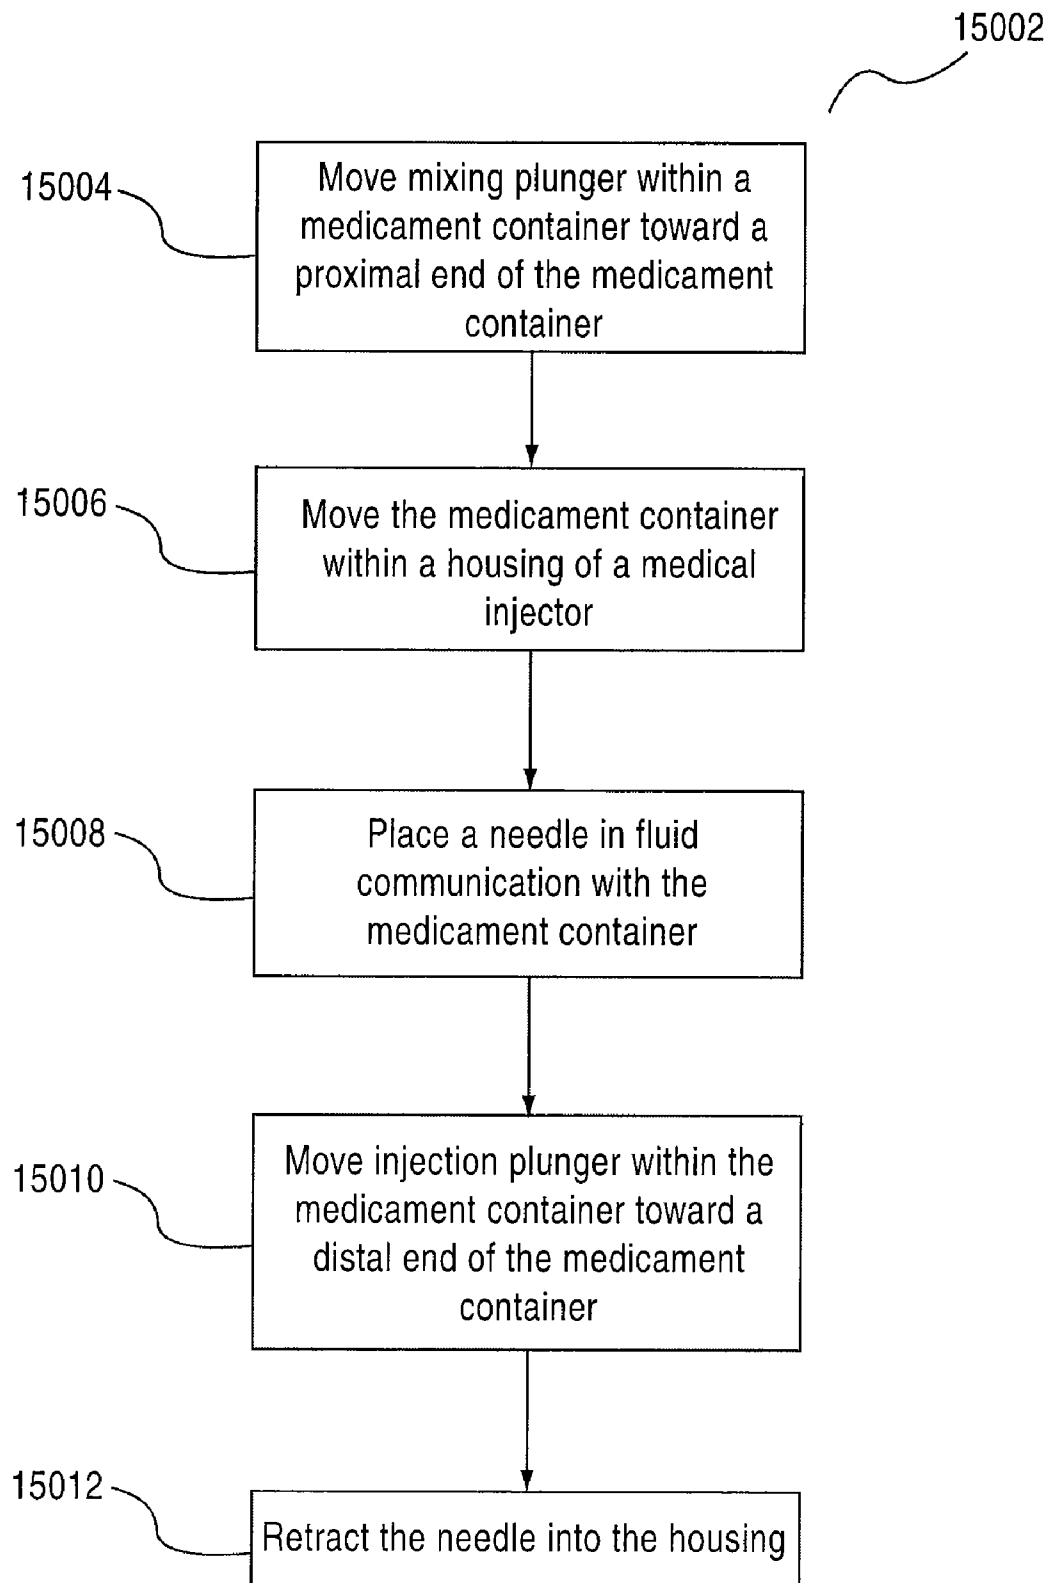 15002
15004
Move mixing plunger within a
medicament container toward a
proximal end of the medicament
container
15006
Move the medicament container
within a housing of a medical
injector
15008
Place a needle in fluid
communication with the
medicament container
15010
Move injection plunger within the
medicament container toward a
distal end of the medicament
container
15012
Retract the needle into the housing